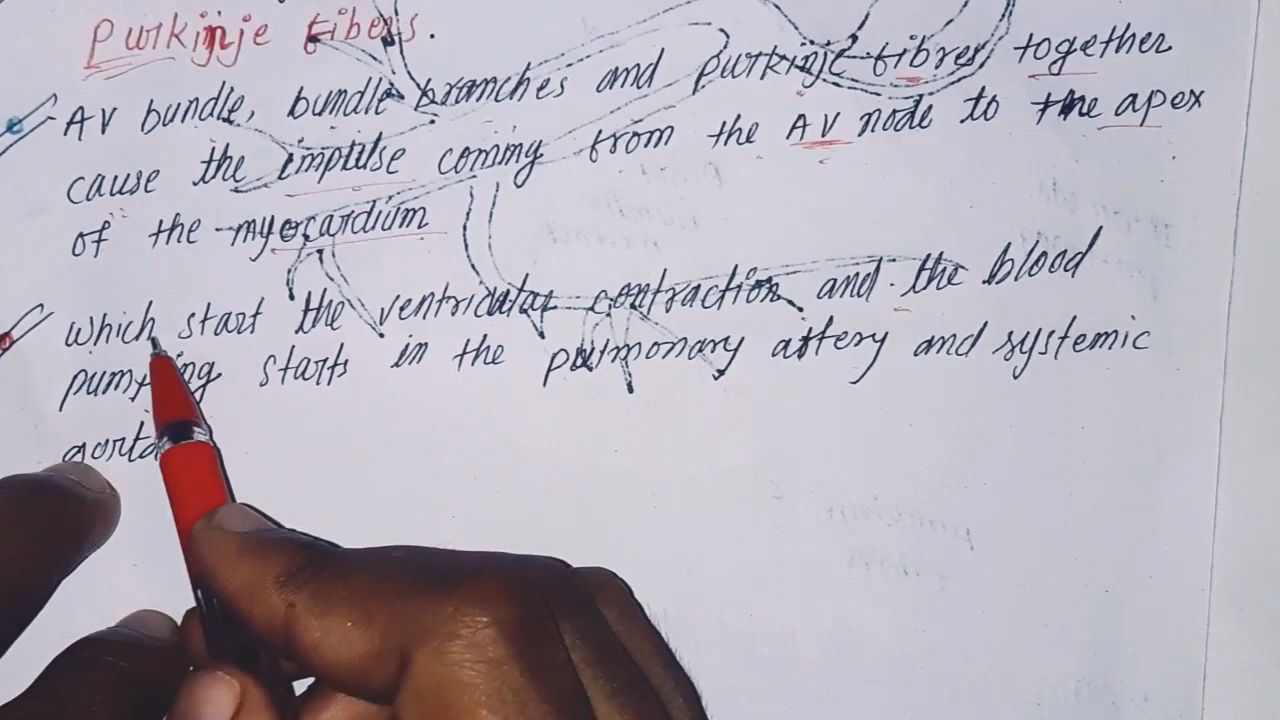 Purkinje fibers.
AV bundle, bundle branches and purkinje fibres together
cause the impulse coming from the AV node to the apex
of the myocardium
which start the ventricular contraction and the blood
pumping starts in the pulmonary artery and systemic
aorta